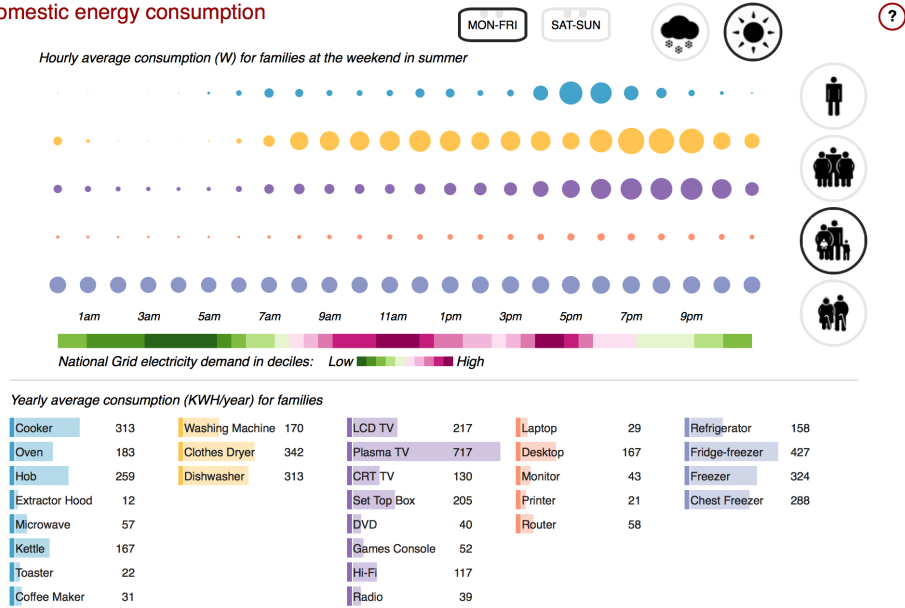 omestic energy consumption
MON-FRI SAT-SUN ?
Hourly average consumption (W) for families at the weekend in summer
1am 3am 5am 7am 9am 11am 1pm 3pm 5pm 7pm 9pm
National Grid electricity demand in deciles: Low High
Yearly average consumption (KWH/year) for families
Cooker 313 Washing Machine 170 LCD TV 217 Laptop 29 Refrigerator 158
Oven 183 Clothes Dryer 342 Plasma TV 717 Desktop 167 Fridge-freezer 427
Hob 259 Dishwasher 313 CRT TV 130 Monitor 43 Freezer 324
Extractor Hood 12 Set Top Box 205 Printer 21 Chest Freezer 288
Microwave 57 DVD 40 Router 58
Kettle 167 Games Console 52
Toaster 22 Hi-Fi 117
Coffee Maker 31 Radio 39